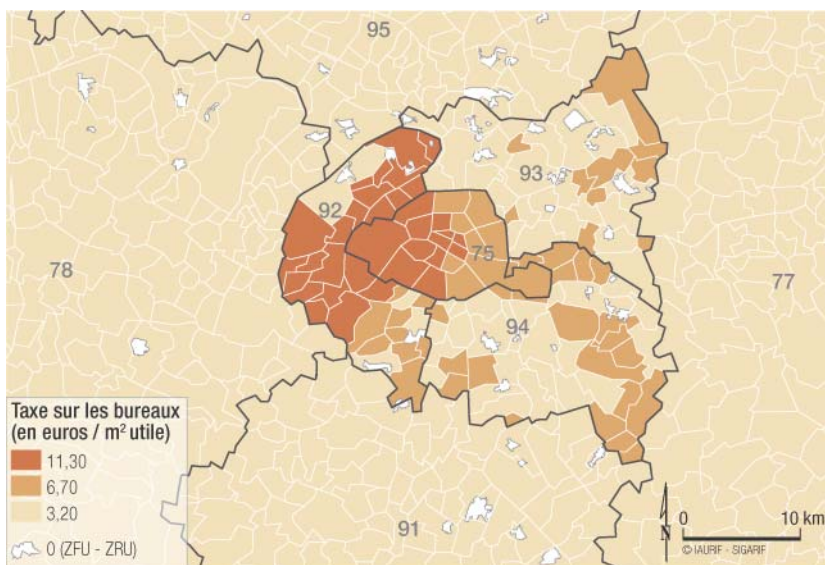 95
93
92
75
78
77
94
91
Taxe sur les bureaux
(en euros / m² utile)
11,30
6,70
3,20
0 (ZFU - ZRU)
N
0 10 km
© IAURIF - SIGARIF